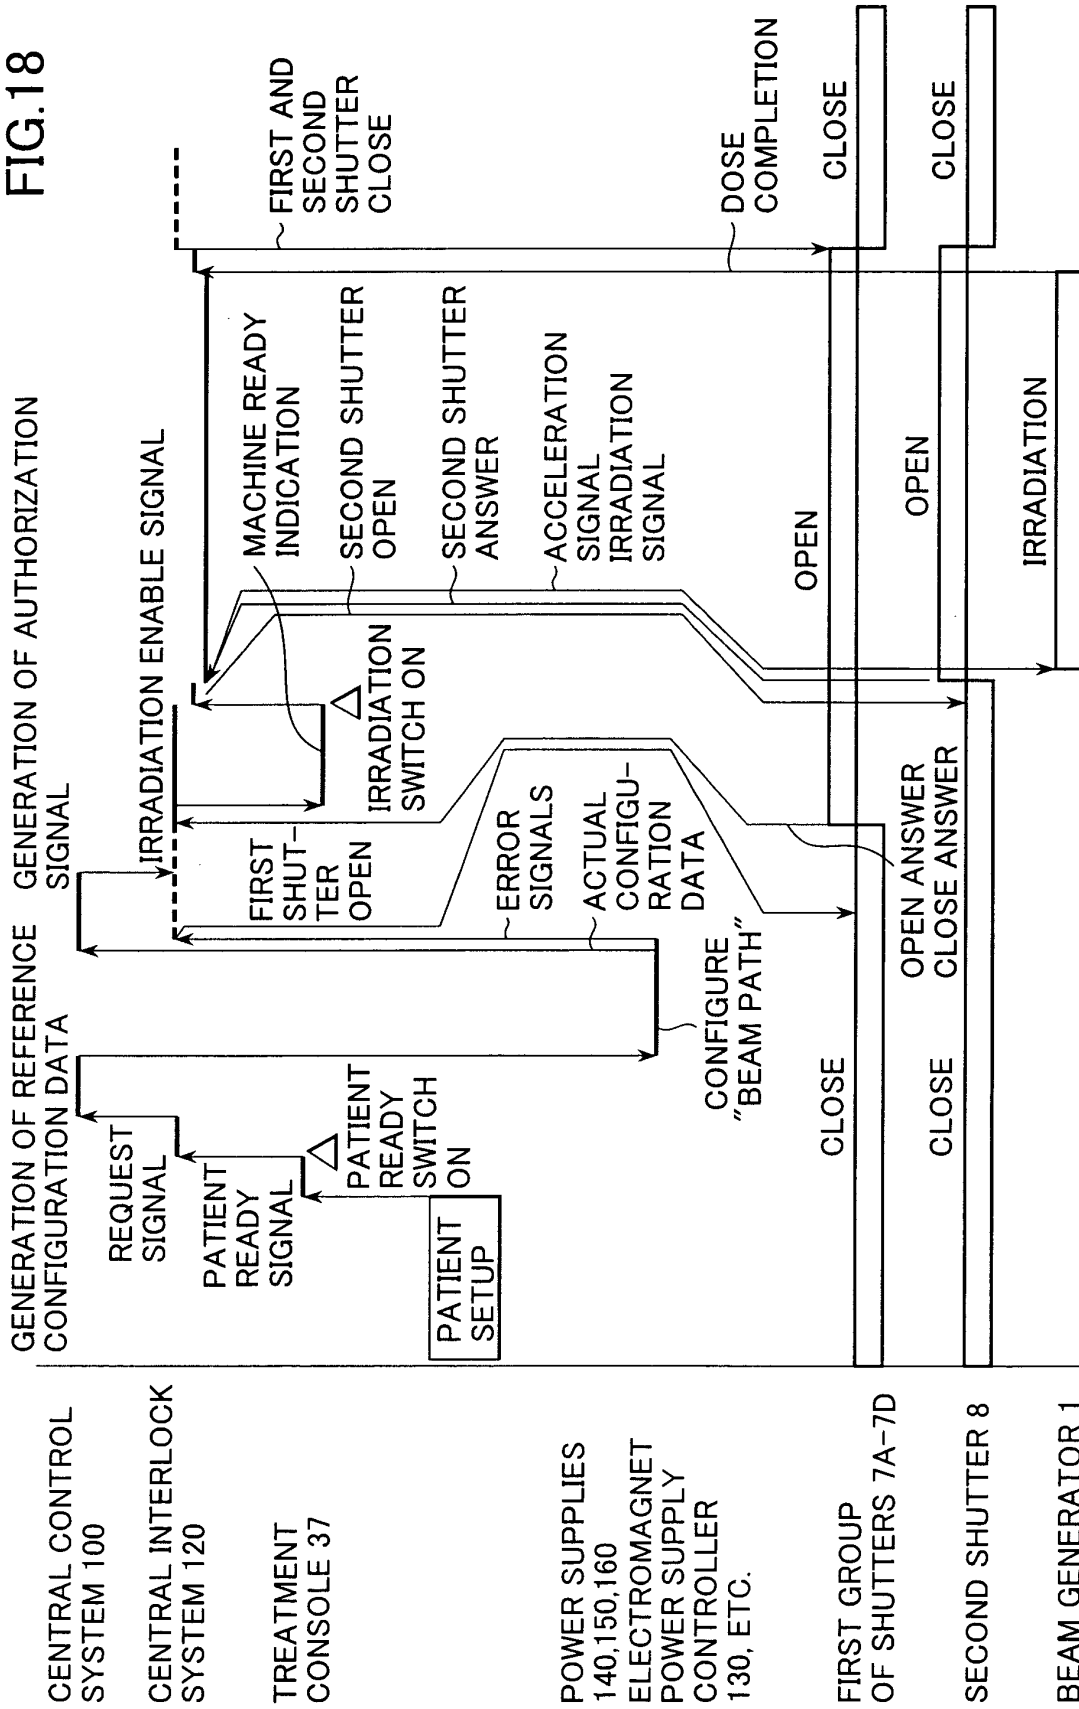 FIG.18
CENTRAL CONTROL
SYSTEM 100
CENTRAL INTERLOCK
SYSTEM 120
TREATMENT
CONSOLE 37
POWER SUPPLIES
140,150,160
ELECTROMAGNET
POWER SUPPLY
CONTROLLER
130, ETC.
FIRST GROUP
OF SHUTTERS 7A-7D
SECOND SHUTTER 8
BEAM GENERATOR 1
GENERATION OF REFERENCE
CONFIGURATION DATA
GENERATION OF AUTHORIZATION
SIGNAL
REQUEST
SIGNAL
IRRADIATION ENABLE SIGNAL
PATIENT
READY
SIGNAL
PATIENT
READY
SWITCH
ON
PATIENT
SETUP
FIRST
SHUT-
TER
OPEN
MACHINE READY
INDICATION
IRRADIATION
SWITCH ON
SECOND SHUTTER
OPEN
SECOND SHUTTER
ANSWER
ACCELERATION
SIGNAL
IRRADIATION
SIGNAL
FIRST AND
SECOND
SHUTTER
CLOSE
ERROR
SIGNALS
ACTUAL
CONFIGU-
RATION
DATA
CONFIGURE
"BEAM PATH"
DOSE
COMPLETION
CLOSE
OPEN
CLOSE
OPEN ANSWER
CLOSE ANSWER
CLOSE
OPEN
CLOSE
IRRADIATION